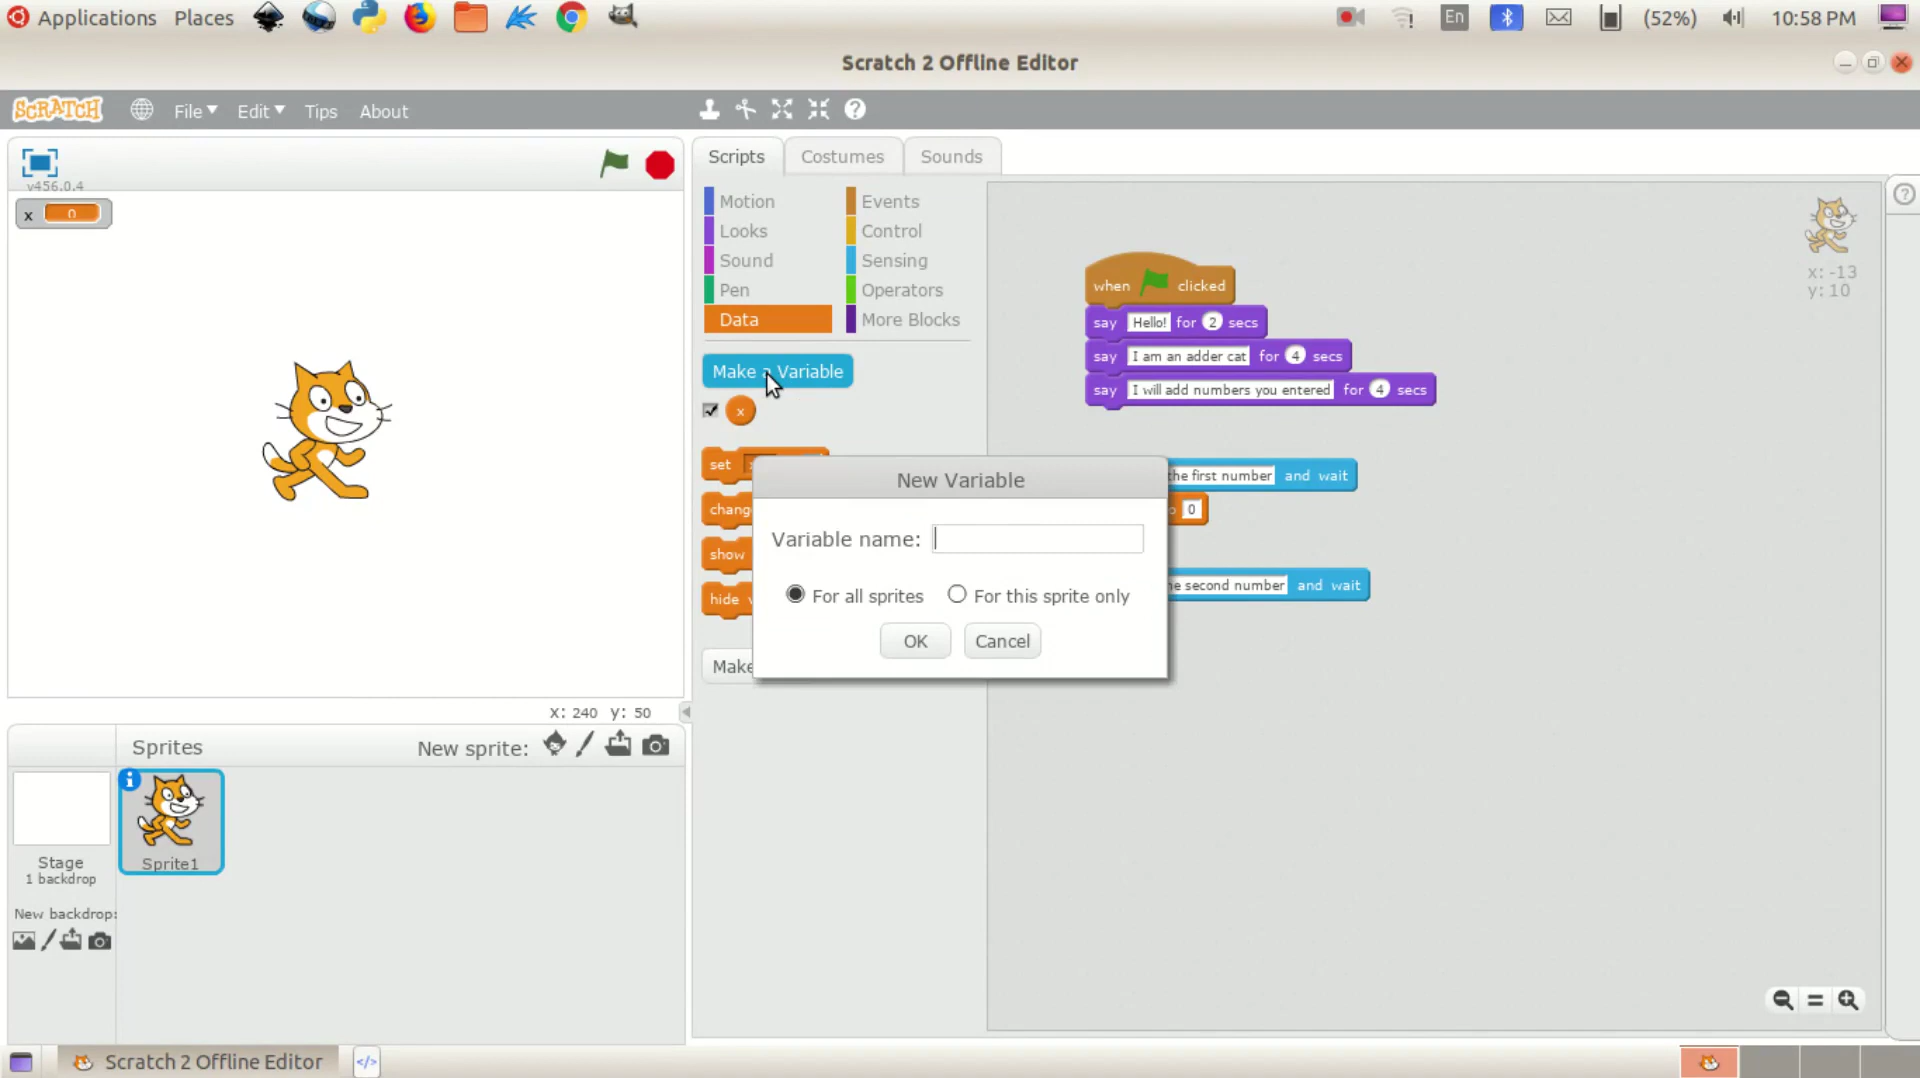 Applications Places En (52%) 10:58 PM
Scratch 2 Offline Editor
SCRATCH File Edit Tips About
v456.0.4
x 0
Scripts Costumes Sounds
Motion Events
Looks Control
Sound Sensing
Pen Operators
Data More Blocks
Make a Variable
x
set
show
hide
Make
when clicked
say Hello! for 2 secs
say I am an adder cat for 4 secs
say I will add numbers you entered for 4 secs
the first number and wait
0
second number and wait
x: -13
y: 10
New Variable
Variable name:
For all sprites For this sprite only
OK Cancel
x: 240 y: 50
Sprites New sprite:
Sprite1
Stage
1 backdrop
New backdrop:
Scratch 2 Offline Editor </>